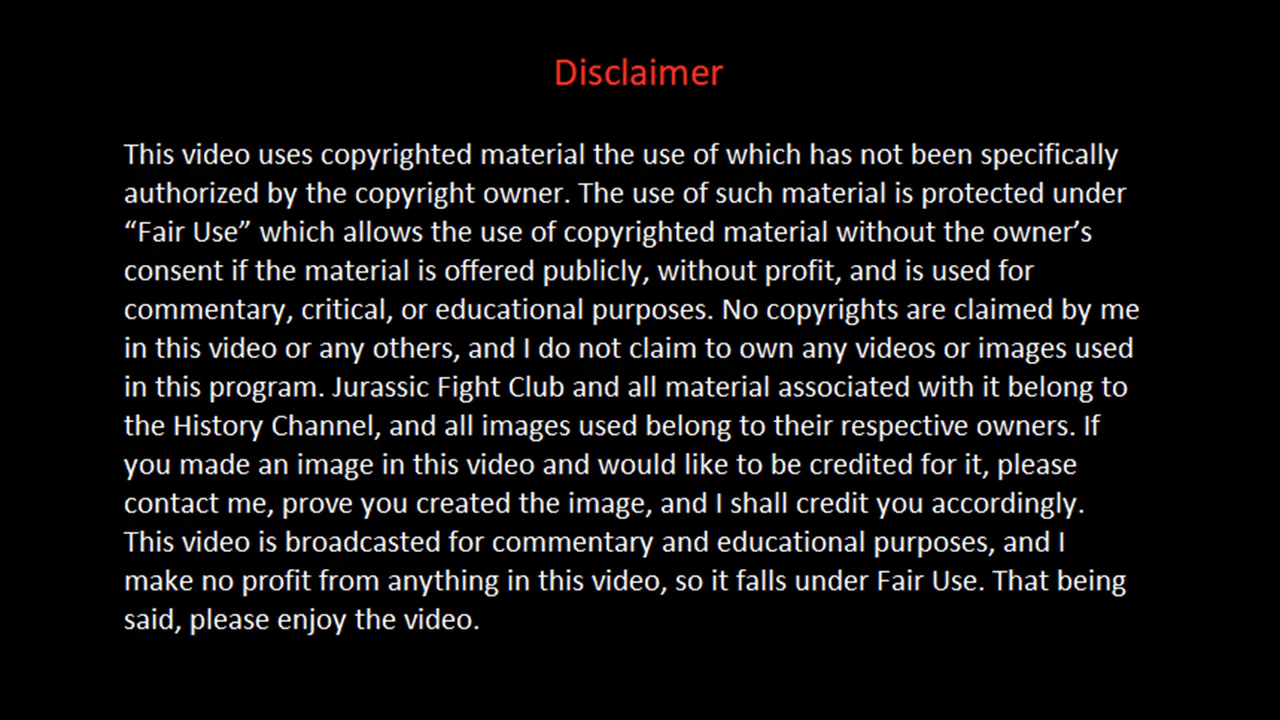 Disclaimer
This video uses copyrighted material the use of which has not been specifically
authorized by the copyright owner. The use of such material is protected under
“Fair Use” which allows the use of copyrighted material without the owner’s
consent if the material is offered publicly, without profit, and is used for
commentary, critical, or educational purposes. No copyrights are claimed by me
in this video or any others, and I do not claim to own any videos or images used
in this program. Jurassic Fight Club and all material associated with it belong to
the History Channel, and all images used belong to their respective owners. If
you made an image in this video and would like to be credited for it, please
contact me, prove you created the image, and I shall credit you accordingly.
This video is broadcasted for commentary and educational purposes, and I
make no profit from anything in this video, so it falls under Fair Use. That being
said, please enjoy the video.